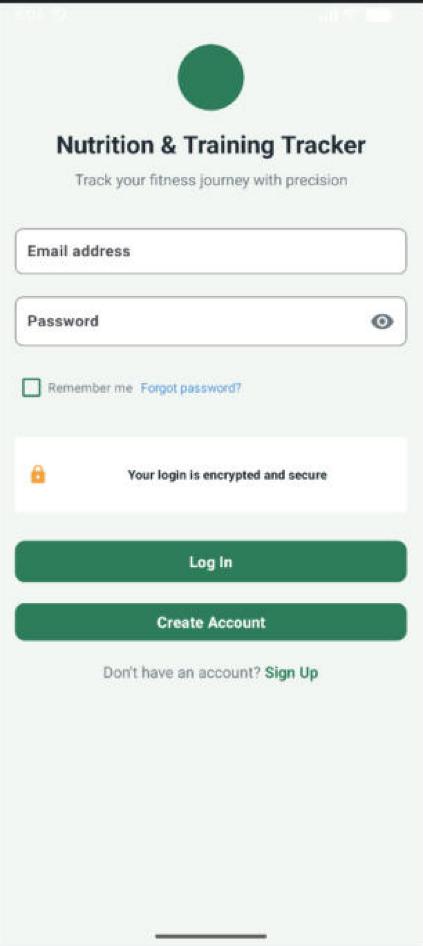 Nutrition & Training Tracker
Track your fitness journey with precision
Email address
Password
Remember me Forgot password?
Your login is encrypted and secure
Log In
Create Account
Don't have an account? Sign Up